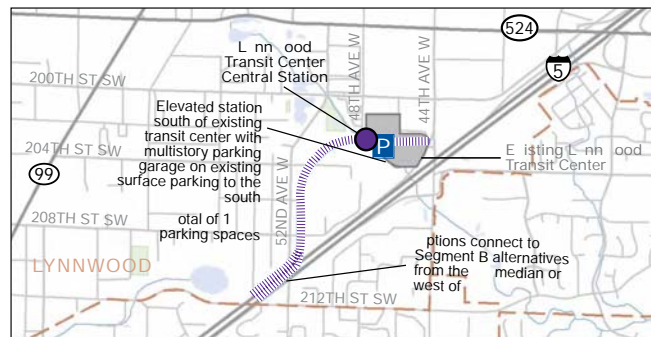 524
L nn ood
Transit Center
Central Station
48TH AVE W
44TH AVE W
5
200TH ST SW
Elevated station
south of existing
transit center with
multistory parking
garage on existing
surface parking to the
south
P
204TH ST SW
E isting L nn ood
Transit Center
99
52ND AVE W
otal of 1
parking spaces
208TH ST SW
ptions connect to
Segment B alternatives
from the median or
west of
LYNNWOOD
212TH ST SW